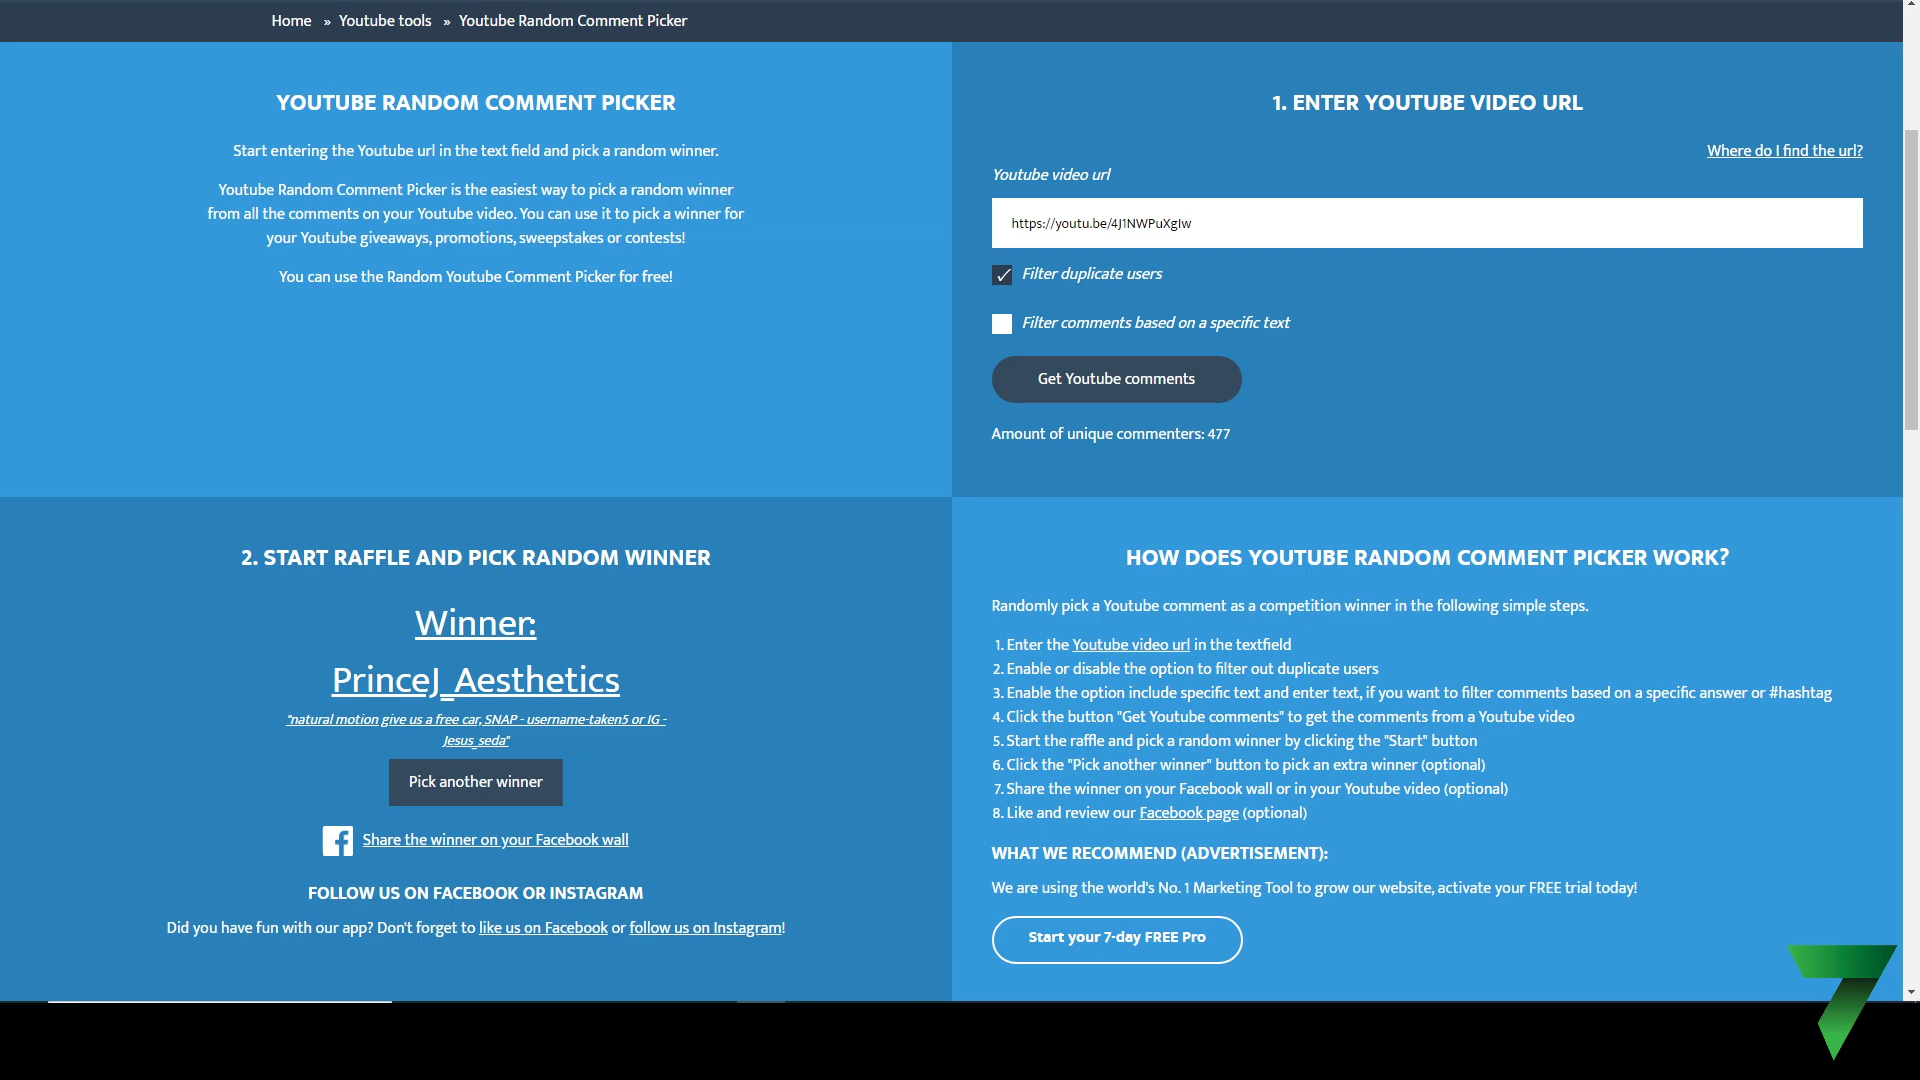 Home » Youtube tools » Youtube Random Comment Picker
YOUTUBE RANDOM COMMENT PICKER
Start entering the Youtube url in the text field and pick a random winner.
Youtube Random Comment Picker is the easiest way to pick a random winner
from all the comments on your Youtube video. You can use it to pick a winner for
your Youtube giveaways, promotions, sweepstakes or contests!
You can use the Random Youtube Comment Picker for free!
1. ENTER YOUTUBE VIDEO URL
Where do I find the url?
Youtube video url
https://youtu.be/4J1NWPuXgIw
Filter duplicate users
Filter comments based on a specific text
Get Youtube comments
Amount of unique commenters: 477
2. START RAFFLE AND PICK RANDOM WINNER
Winner:
PrinceJ_Aesthetics
"natural motion give us a free car, SNAP - username-taken5 or IG -
Jesus_seda"
Pick another winner
Share the winner on your Facebook wall
FOLLOW US ON FACEBOOK OR INSTAGRAM
Did you have fun with our app? Don't forget to like us on Facebook or follow us on Instagram!
HOW DOES YOUTUBE RANDOM COMMENT PICKER WORK?
Randomly pick a Youtube comment as a competition winner in the following simple steps.
1. Enter the Youtube video url in the textfield
2. Enable or disable the option to filter out duplicate users
3. Enable the option include specific text and enter text, if you want to filter comments based on a specific answer or #hashtag
4. Click the button "Get Youtube comments" to get the comments from a Youtube video
5. Start the raffle and pick a random winner by clicking the "Start" button
6. Click the "Pick another winner" button to pick an extra winner (optional)
7. Share the winner on your Facebook wall or in your Youtube video (optional)
8. Like and review our Facebook page (optional)
WHAT WE RECOMMEND (ADVERTISEMENT):
We are using the world's No. 1 Marketing Tool to grow our website, activate your FREE trial today!
Start your 7-day FREE Pro
7